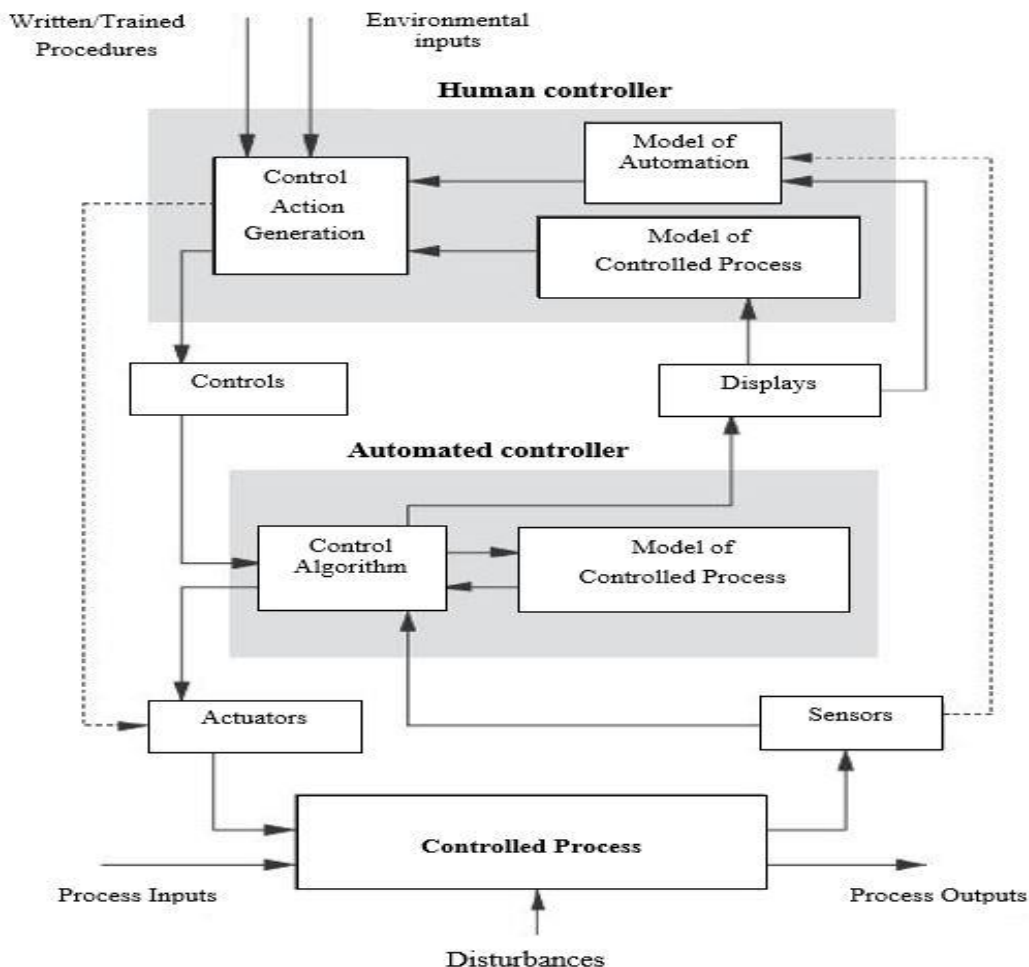 Written/Trained
Procedures
Environmental
inputs
Human controller
Control
Action
Generation
Model of
Automation
Model of
Controlled Process
Controls
Displays
Automated controller
Control
Algorithm
Model of
Controlled Process
Actuators
Sensors
Controlled Process
Process Inputs
Process Outputs
Disturbances